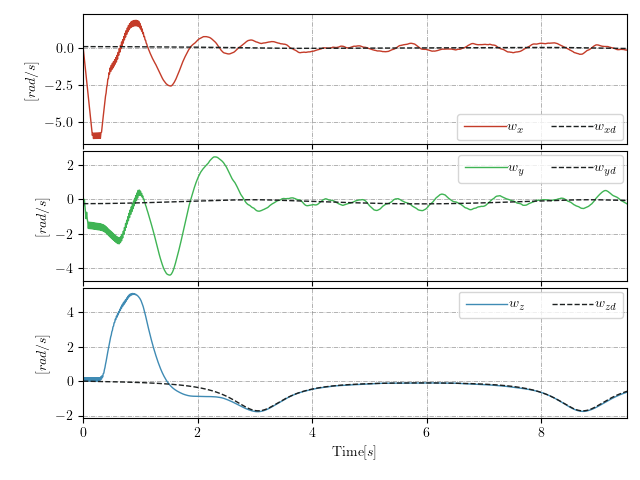 0.0
−2.5
−5.0
[rad/s]
w_x w_xd
2
0
−2
−4
[rad/s]
w_y w_yd
4
2
0
−2
[rad/s]
w_z w_zd
0 2 4 6 8
Time[s]